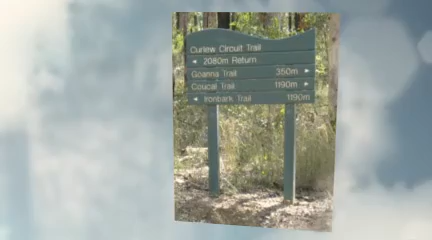 Curlew Circuit Trail
◄ 2080m Return
Goanna Trail 350m ►
Coucal Trail 1190m ►
◄ Ironbark Trail 1190m